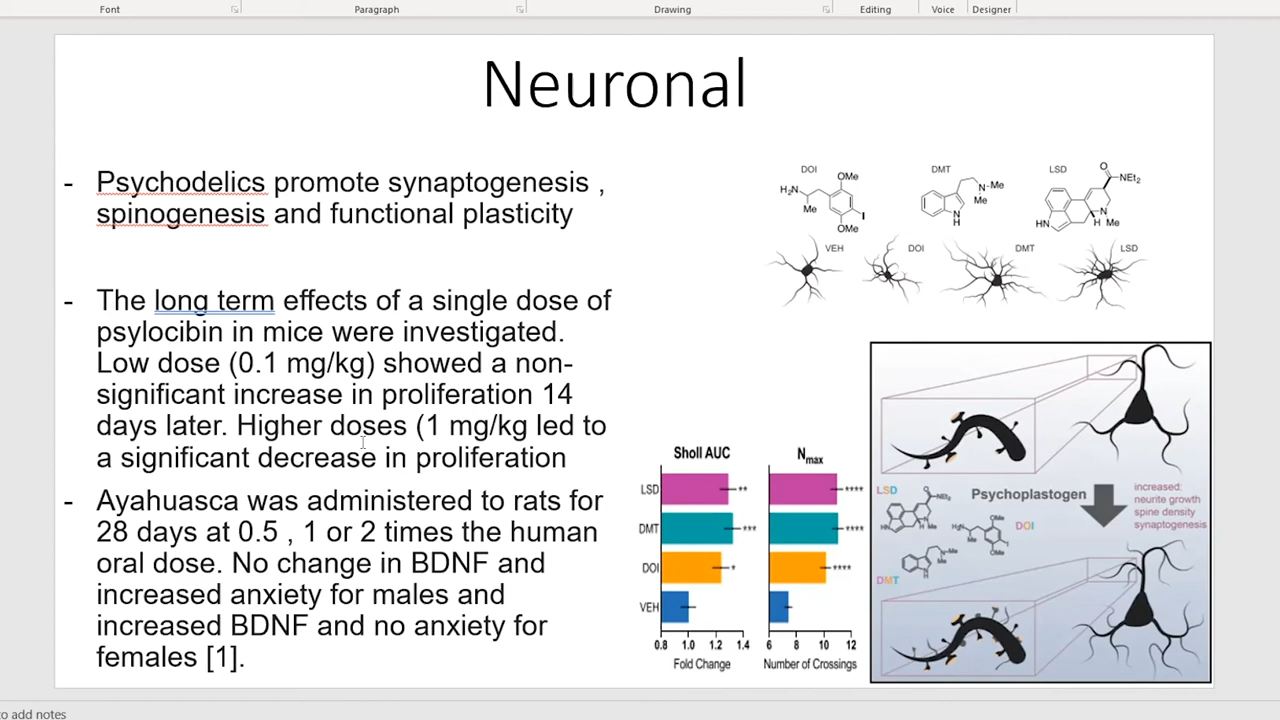 Font
Paragraph
Drawing
Editing
Voice
Designer
Neuronal
- Psychodelics promote synaptogenesis ,
spinogenesis and functional plasticity
- The long term effects of a single dose of
psylocibin in mice were investigated.
Low dose (0.1 mg/kg) showed a non-
significant increase in proliferation 14
days later. Higher doses (1 mg/kg led to
a significant decrease in proliferation
- Ayahuasca was administered to rats for
28 days at 0.5 , 1 or 2 times the human
oral dose. No change in BDNF and
increased anxiety for males and
increased BDNF and no anxiety for
females [1].
DOI
H₂N
Me
OMe
I
OMe
DMT
N-Me
Me
NH
LSD
O
NEt₂
N
H Me
HN
VEH
DOI
DMT
LSD
Sholl AUC
LSD **
DMT ***
DOI *
VEH
0.8 1.0 1.2 1.4
Fold Change
Nmax
****
****
****
6 8 10 12
Number of Crossings
LSD
Psychoplastogen
increased:
neurite growth
spine density
synaptogenesis
DOI
DMT
to add notes